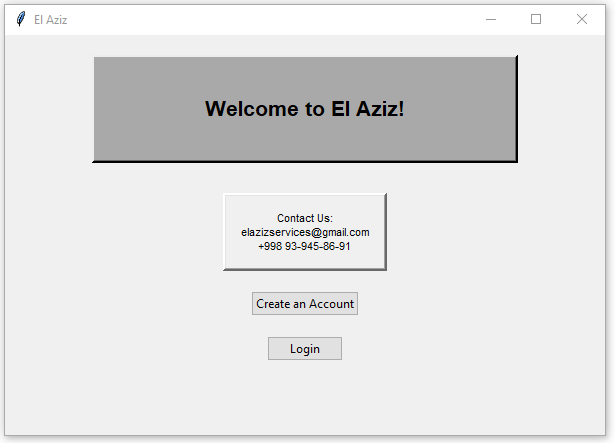 El Aziz
Welcome to El Aziz!
Contact Us:
elazizservices@gmail.com
+998 93-945-86-91
Create an Account
Login